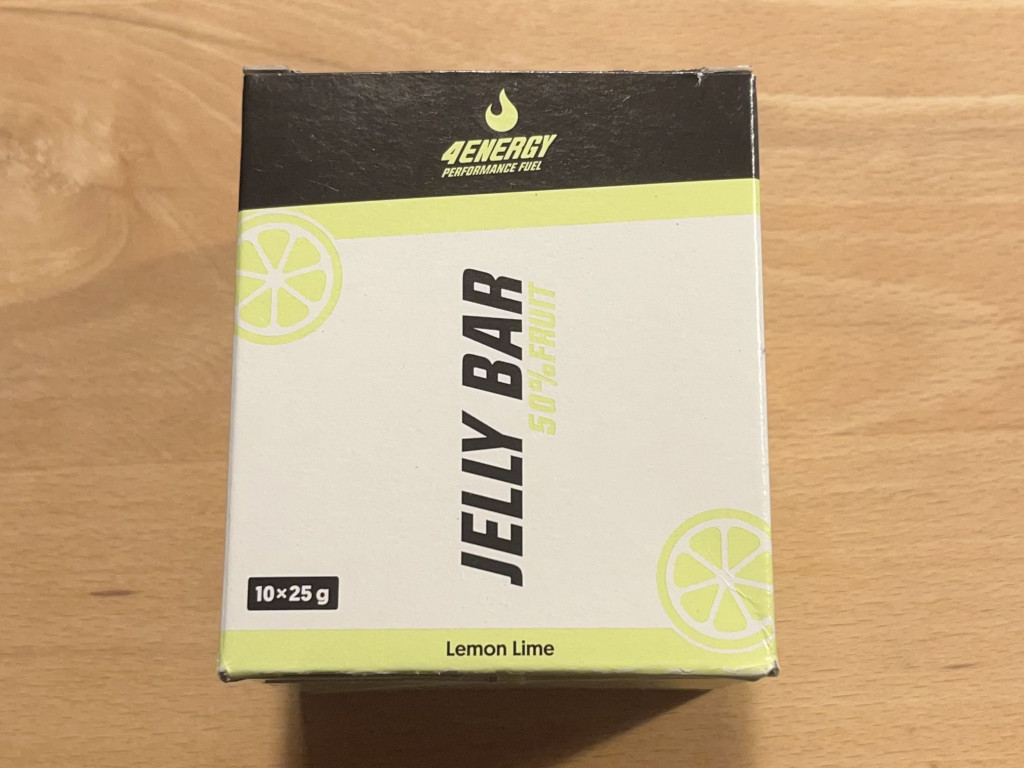 4ENERGY
PERFORMANCE FUEL
JELLY BAR
50% FRUIT
10×25 g
Lemon Lime